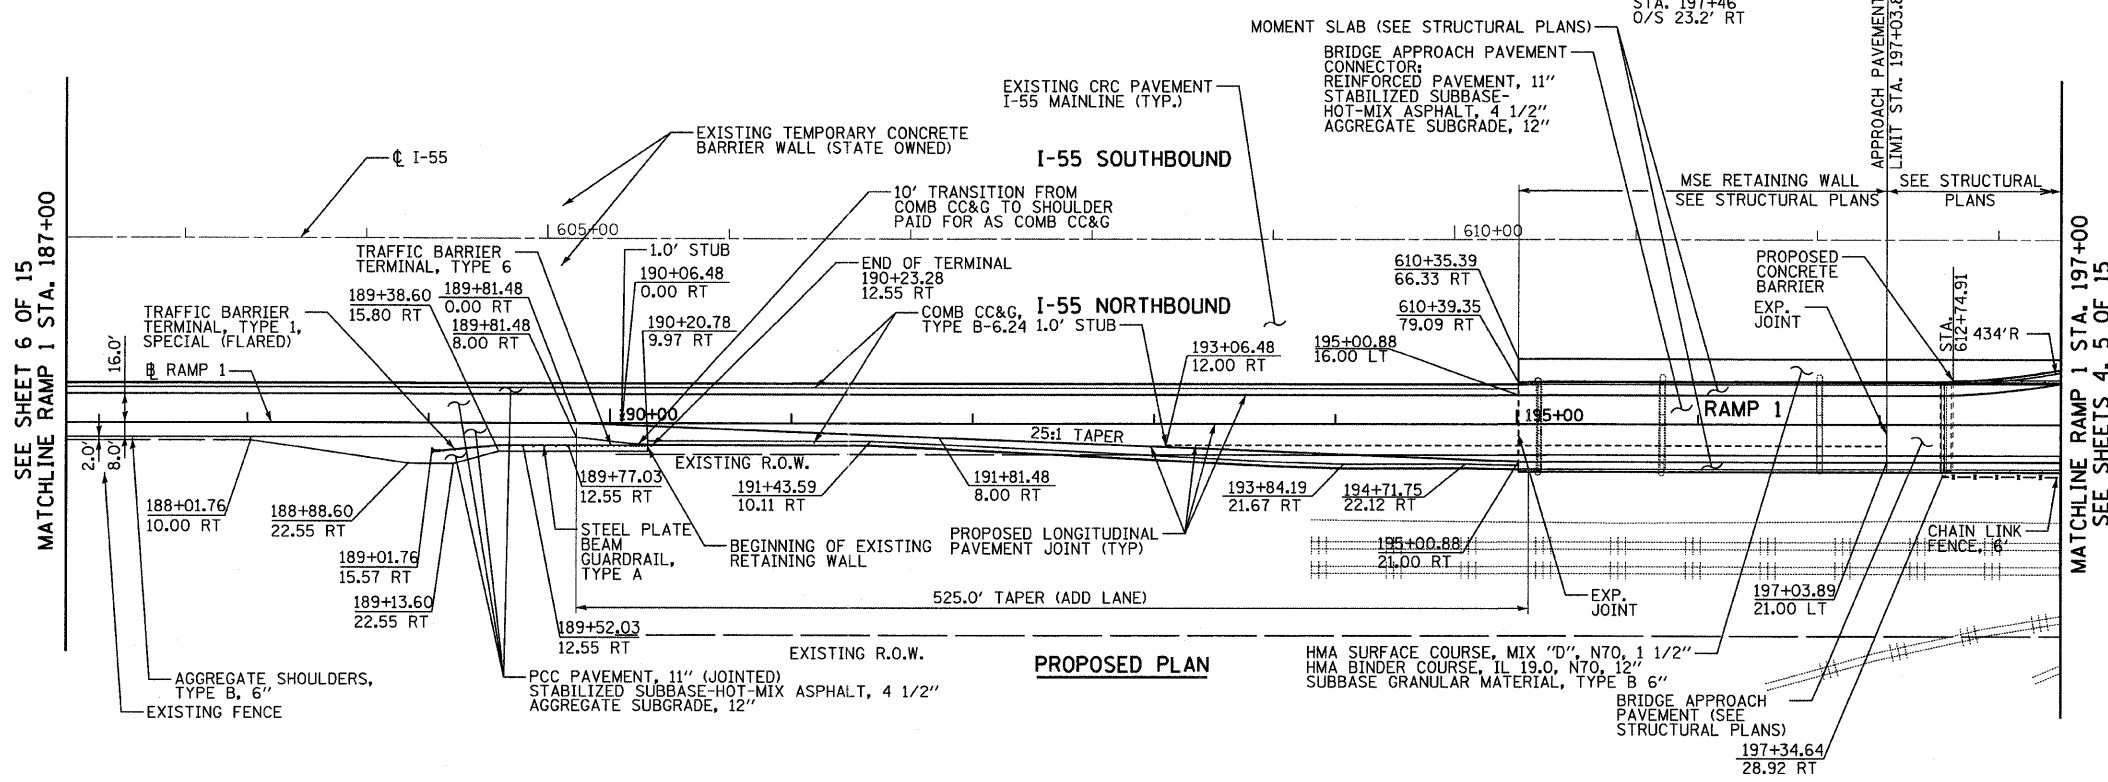 STA. 197+46
O/S 23.2' RT
MOMENT SLAB (SEE STRUCTURAL PLANS)
BRIDGE APPROACH PAVEMENT
CONNECTOR:
REINFORCED PAVEMENT, 11"
STABILIZED SUBBASE-
HOT-MIX ASPHALT, 4 1/2"
AGGREGATE SUBGRADE, 12"
APPROACH PAVEMENT
LIMIT STA. 197+03.8
EXISTING CRC PAVEMENT
I-55 MAINLINE (TYP.)
EXISTING TEMPORARY CONCRETE
BARRIER WALL (STATE OWNED)
℄ I-55
I-55 SOUTHBOUND
10' TRANSITION FROM
COMB CC&G TO SHOULDER
PAID FOR AS COMB CC&G
MSE RETAINING WALL
SEE STRUCTURAL PLANS
SEE STRUCTURAL
PLANS
SEE SHEET 6 OF 15
MATCHLINE RAMP 1 STA. 187+00
605+00
610+00
TRAFFIC BARRIER
TERMINAL, TYPE 6
1.0' STUB
190+06.48
0.00 RT
END OF TERMINAL
190+23.28
12.55 RT
610+35.39
66.33 RT
PROPOSED
CONCRETE
BARRIER
189+38.60
15.80 RT
189+81.48
0.00 RT
TRAFFIC BARRIER
TERMINAL, TYPE 1,
SPECIAL (FLARED)
189+81.48
8.00 RT
190+20.78
9.97 RT
I-55 NORTHBOUND
COMB CC&G,
TYPE B-6.24
1.0' STUB
610+39.35
79.09 RT
EXP.
JOINT
STA.
612+74.91
434'R
193+06.48
12.00 RT
195+00.88
16.00 LT
16.0'
B RAMP 1
190+00
195+00
RAMP 1
25:1 TAPER
2.0'
8.0'
EXISTING R.O.W.
188+01.76
10.00 RT
188+88.60
22.55 RT
189+77.03
12.55 RT
191+43.59
10.11 RT
191+81.48
8.00 RT
193+84.19
21.67 RT
194+71.75
22.12 RT
189+01.76
15.57 RT
STEEL PLATE
BEAM
GUARDRAIL,
TYPE A
BEGINNING OF EXISTING
RETAINING WALL
PROPOSED LONGITUDINAL
PAVEMENT JOINT (TYP)
195+00.88
21.00 RT
CHAIN LINK
FENCE, 6'
189+13.60
22.55 RT
525.0' TAPER (ADD LANE)
EXP.
JOINT
197+03.89
21.00 LT
189+52.03
12.55 RT
EXISTING R.O.W.
AGGREGATE SHOULDERS,
TYPE B, 6"
EXISTING FENCE
PCC PAVEMENT, 11" (JOINTED)
STABILIZED SUBBASE-HOT-MIX ASPHALT, 4 1/2"
AGGREGATE SUBGRADE, 12"
PROPOSED PLAN
HMA SURFACE COURSE, MIX "D", N70, 1 1/2"
HMA BINDER COURSE, IL 19.0, N70, 12"
SUBBASE GRANULAR MATERIAL, TYPE B 6"
BRIDGE APPROACH
PAVEMENT (SEE
STRUCTURAL PLANS)
197+34.64
28.92 RT
MATCHLINE RAMP 1 STA. 197+00
SEE SHEETS 4, 5 OF 15